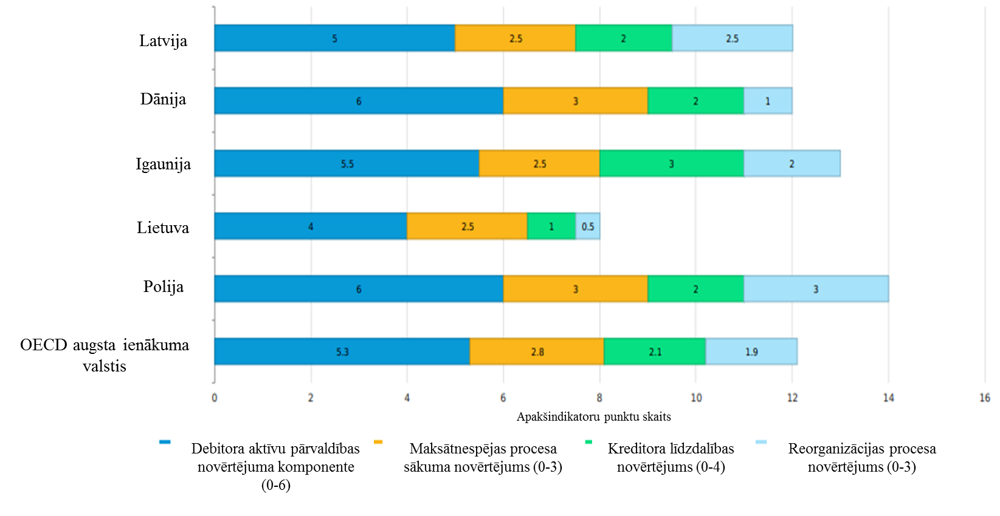 Latvija
5 2.5 2 2.5
Dānija
6 3 2 1
Igaunija
5.5 2.5 3 2
Lietuva
4 2.5 1 0.5
Polija
6 3 2 3
OECD augsta ienākuma
valstis
5.3 2.8 2.1 1.9
0 2 4 6 8 10 12 14 16
Apakšindikatoru punktu skaits
Debitora aktīvu pārvaldības
novērtējuma komponente
(0-6)
Maksātnespējas procesa
sākuma novērtējums (0-3)
Kreditora līdzdalības
novērtējums (0-4)
Reorganizācijas procesa
novērtējums (0-3)